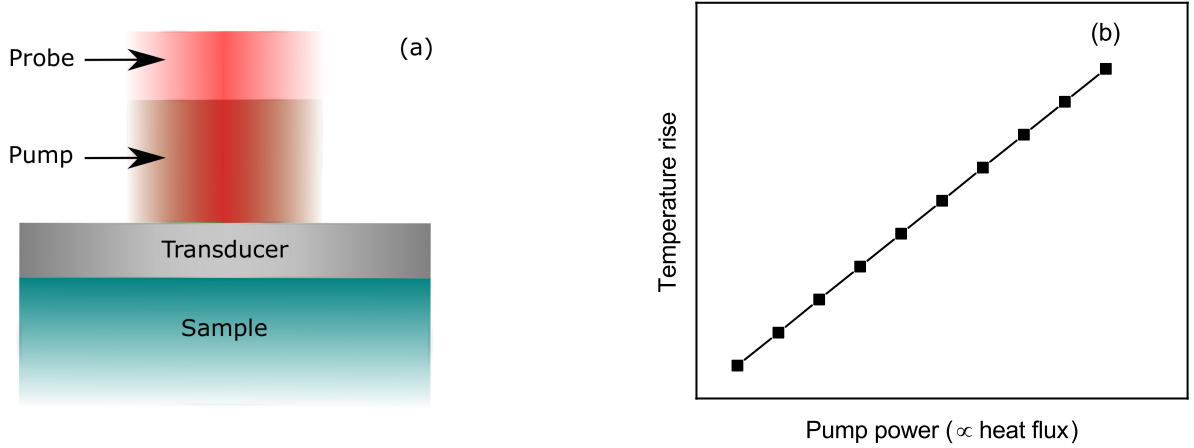 (a)
Probe
Pump
Transducer
Sample
(b)
Temperature rise
Pump power (∝ heat flux)